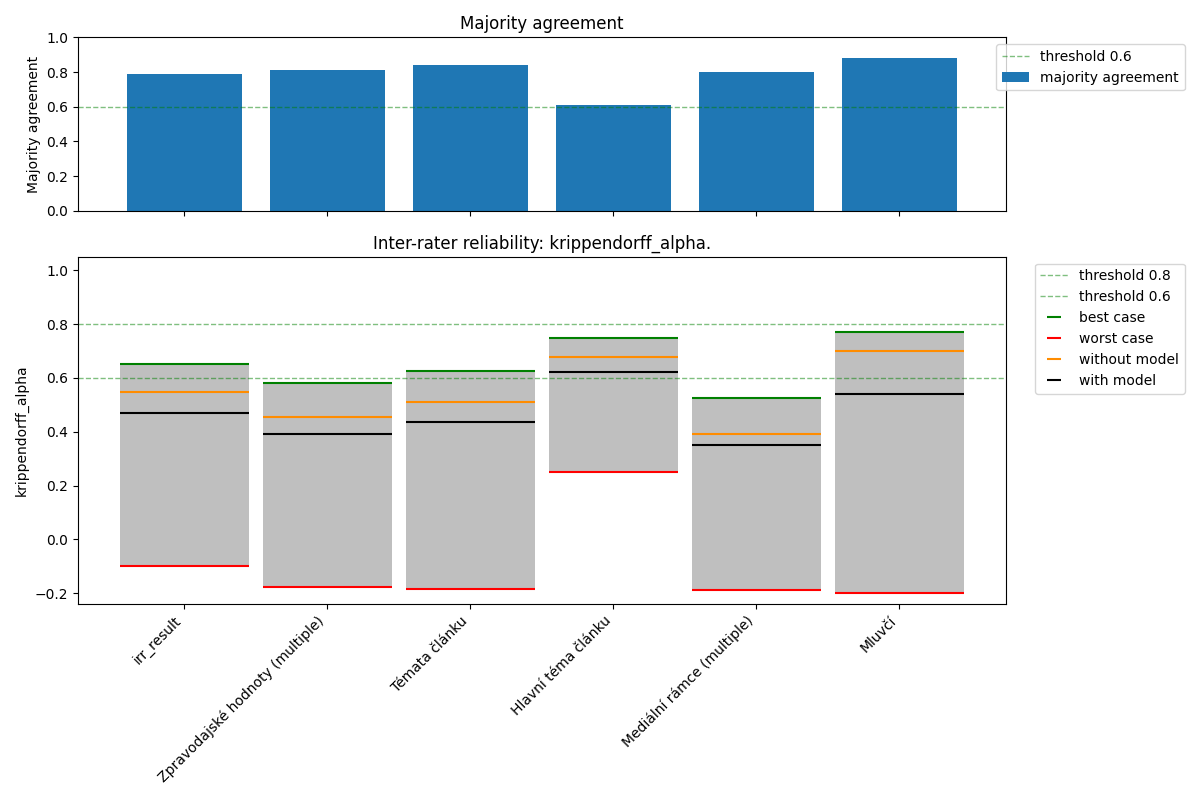 Majority agreement
1.0
0.8
0.6
0.4
0.2
0.0
Majority agreement
threshold 0.6
majority agreement
Inter-rater reliability: krippendorff_alpha.
1.0
0.8
0.6
0.4
0.2
0.0
−0.2
krippendorff_alpha
threshold 0.8
threshold 0.6
best case
worst case
without model
with model
irr_result
Zpravodajské hodnoty (multiple)
Témata článku
Hlavní téma článku
Mediální rámce (multiple)
Mluvčí